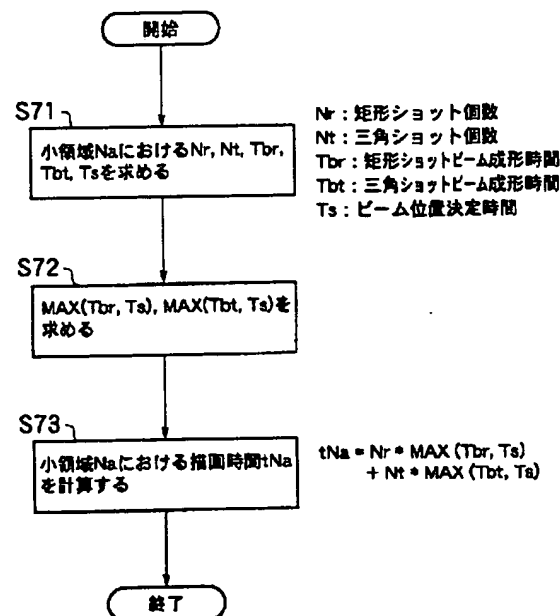 開始
S71
小領域NaにおけるNr, Nt, Tbr,
Tbt, Tsを求める
Nr：矩形ショット個数
Nt：三角ショット個数
Tbr：矩形ショットビーム成形時間
Tbt：三角ショットビーム成形時間
Ts：ビーム位置決定時間
S72
MAX(Tbr, Ts), MAX(Tbt, Ts)を
求める
S73
小領域Naにおける描画時間tNa
を計算する
tNa = Nr * MAX (Tbr, Ts)
+ Nt * MAX (Tbt, Ts)
終了